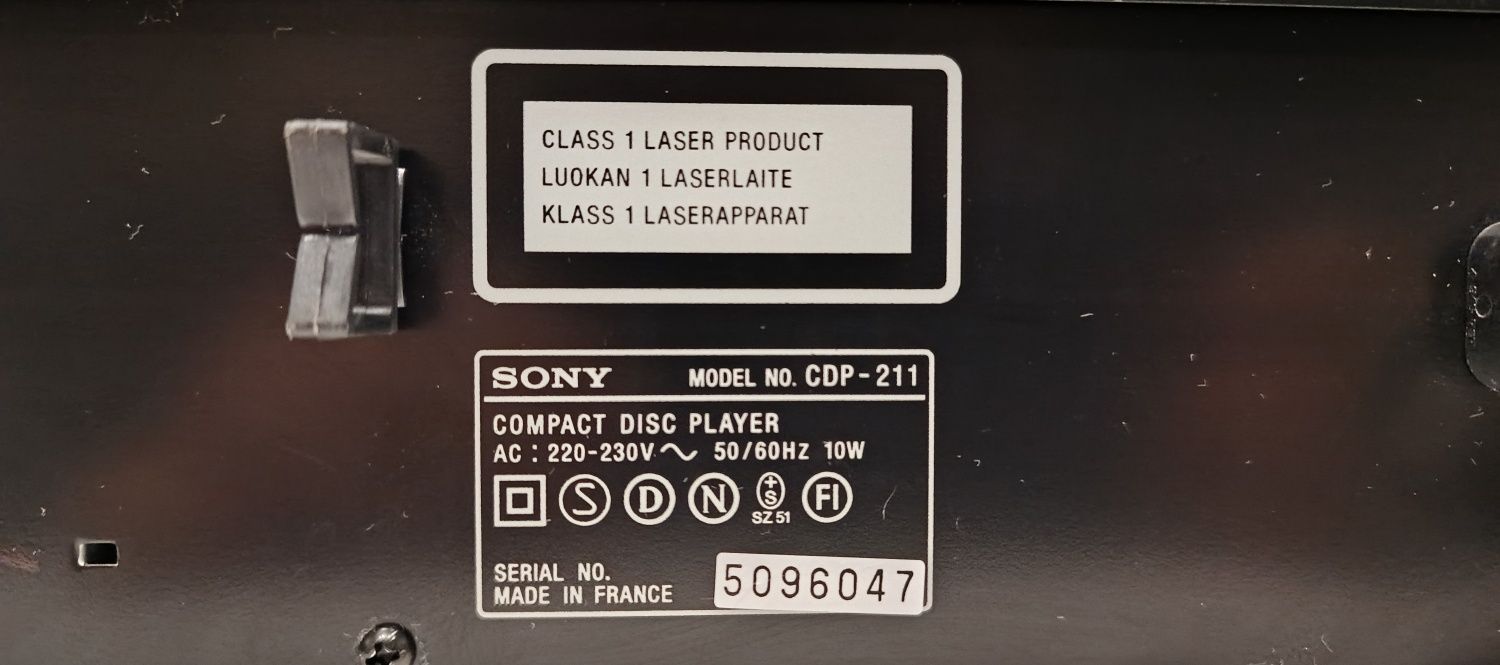 CLASS 1 LASER PRODUCT
LUOKAN 1 LASERLAITE
KLASS 1 LASERAPPARAT
SONY MODEL NO. CDP-211
COMPACT DISC PLAYER
AC : 220-230V ~ 50/60Hz 10W
S D N +S FI
SZ 51
SERIAL NO. 5096047
MADE IN FRANCE